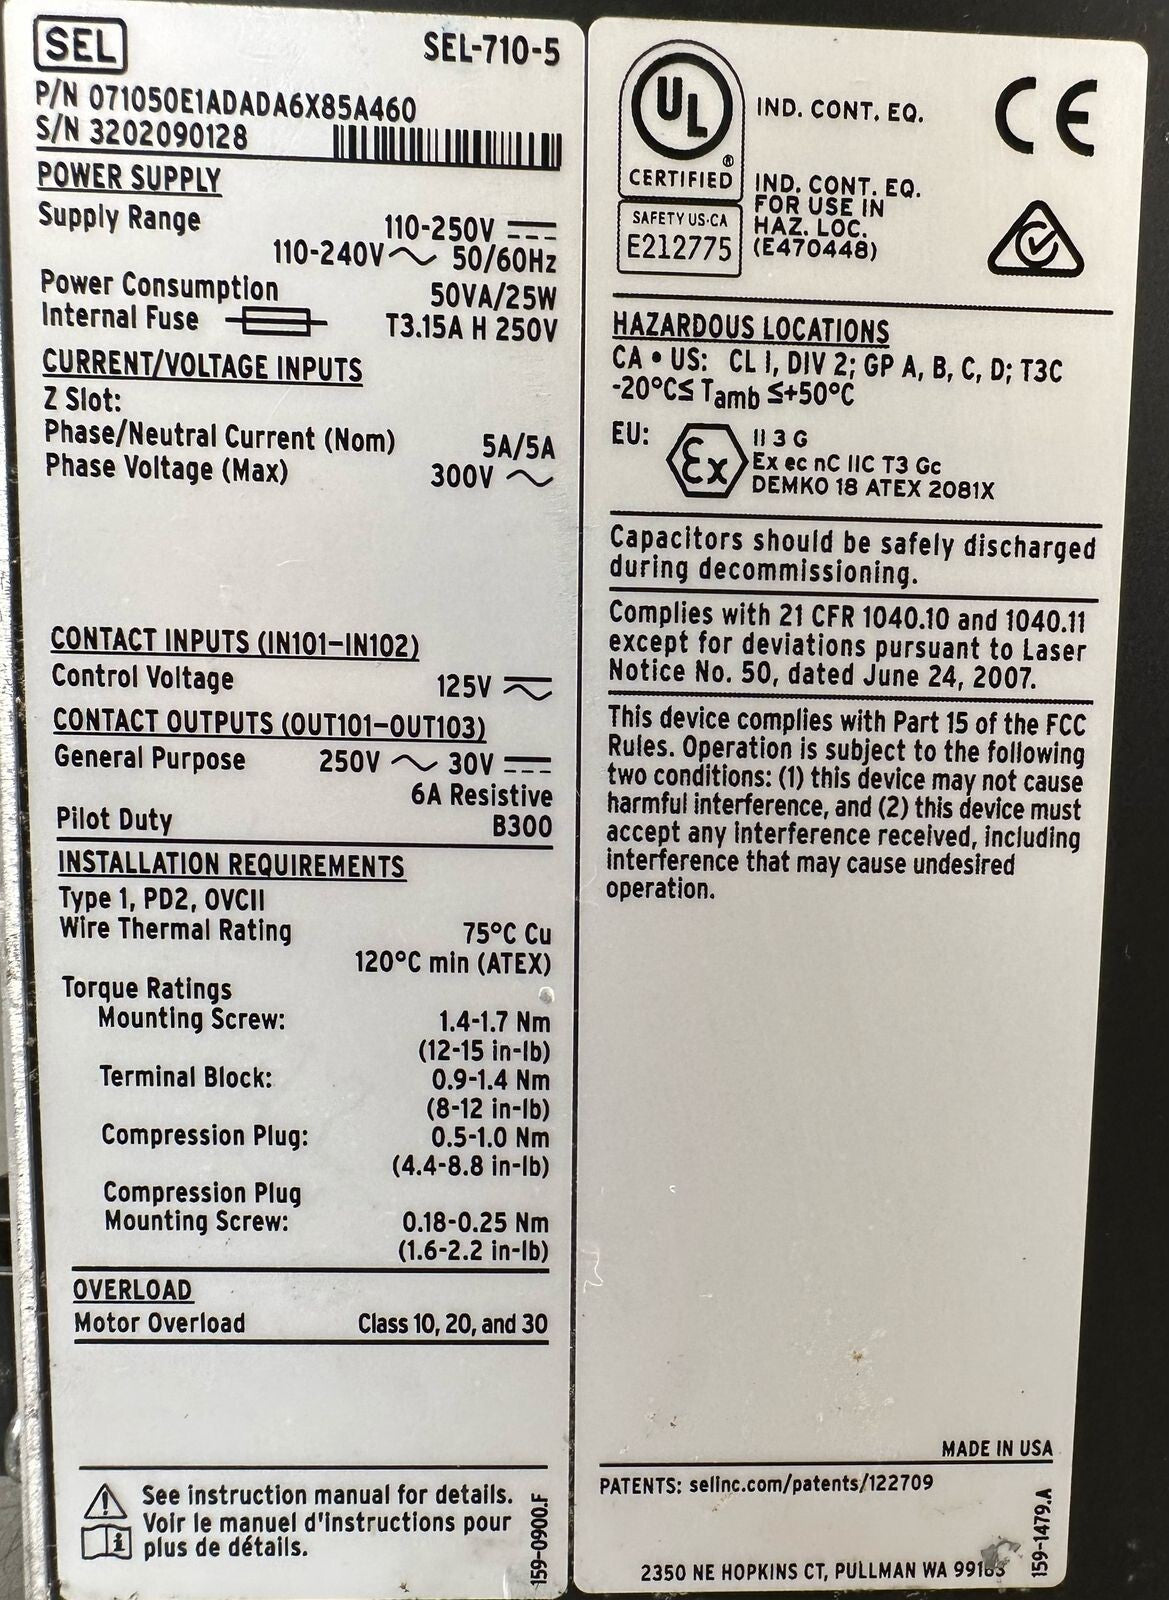 SEL
SEL-710-5
P/N 071050E1ADADA6X85A460
S/N 3202090128
POWER SUPPLY
Supply Range 110-250V
110-240V 50/60Hz
Power Consumption 50VA/25W
Internal Fuse T3.15A H 250V
CURRENT/VOLTAGE INPUTS
Z Slot:
Phase/Neutral Current (Nom) 5A/5A
Phase Voltage (Max) 300V
CONTACT INPUTS (IN101-IN102)
Control Voltage 125V
CONTACT OUTPUTS (OUT101-OUT103)
General Purpose 250V 30V
6A Resistive
Pilot Duty B300
INSTALLATION REQUIREMENTS
Type 1, PD2, OVCII
Wire Thermal Rating 75°C Cu
120°C min (ATEX)
Torque Ratings
Mounting Screw: 1.4-1.7 Nm
(12-15 in-lb)
Terminal Block: 0.9-1.4 Nm
(8-12 in-lb)
Compression Plug: 0.5-1.0 Nm
(4.4-8.8 in-lb)
Compression Plug
Mounting Screw: 0.18-0.25 Nm
(1.6-2.2 in-lb)
OVERLOAD
Motor Overload Class 10, 20, and 30
See instruction manual for details.
Voir le manuel d'instructions pour
plus de détails.
159-0900.F
UL
®
CERTIFIED
SAFETY US·CA
E212775
IND. CONT. EQ.
IND. CONT. EQ.
FOR USE IN
HAZ. LOC.
(E470448)
CE
HAZARDOUS LOCATIONS
CA • US: CL I, DIV 2; GP A, B, C, D; T3C
-20°C≤ Tamb ≤+50°C
EU: Ex II 3 G
Ex ec nC IIC T3 Gc
DEMKO 18 ATEX 2081X
Capacitors should be safely discharged
during decommissioning.
Complies with 21 CFR 1040.10 and 1040.11
except for deviations pursuant to Laser
Notice No. 50, dated June 24, 2007.
This device complies with Part 15 of the FCC
Rules. Operation is subject to the following
two conditions: (1) this device may not cause
harmful interference, and (2) this device must
accept any interference received, including
interference that may cause undesired
operation.
MADE IN USA
PATENTS: selinc.com/patents/122709
2350 NE HOPKINS CT, PULLMAN WA 99163
159-1479.A